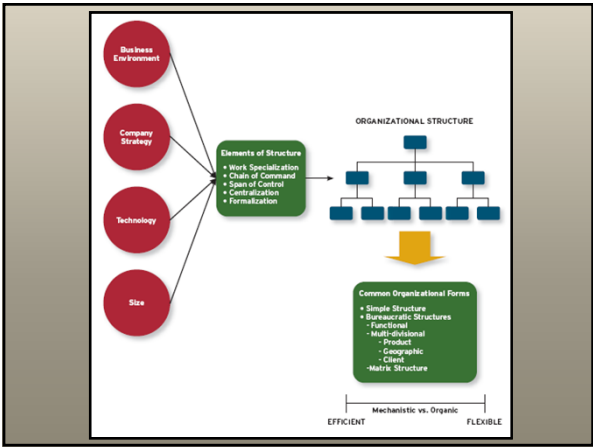 Business
Environment
Company
Strategy
Technology
Size
Elements of Structure
• Work Specialization
• Chain of Command
• Span of Control
• Centralization
• Formalization
ORGANIZATIONAL STRUCTURE
Common Organizational Forms
• Simple Structure
• Bureaucratic Structures
- Functional
- Multi-divisional
- Product
- Geographic
- Client
-Matrix Structure
Mechanistic vs. Organic
EFFICIENT
FLEXIBLE